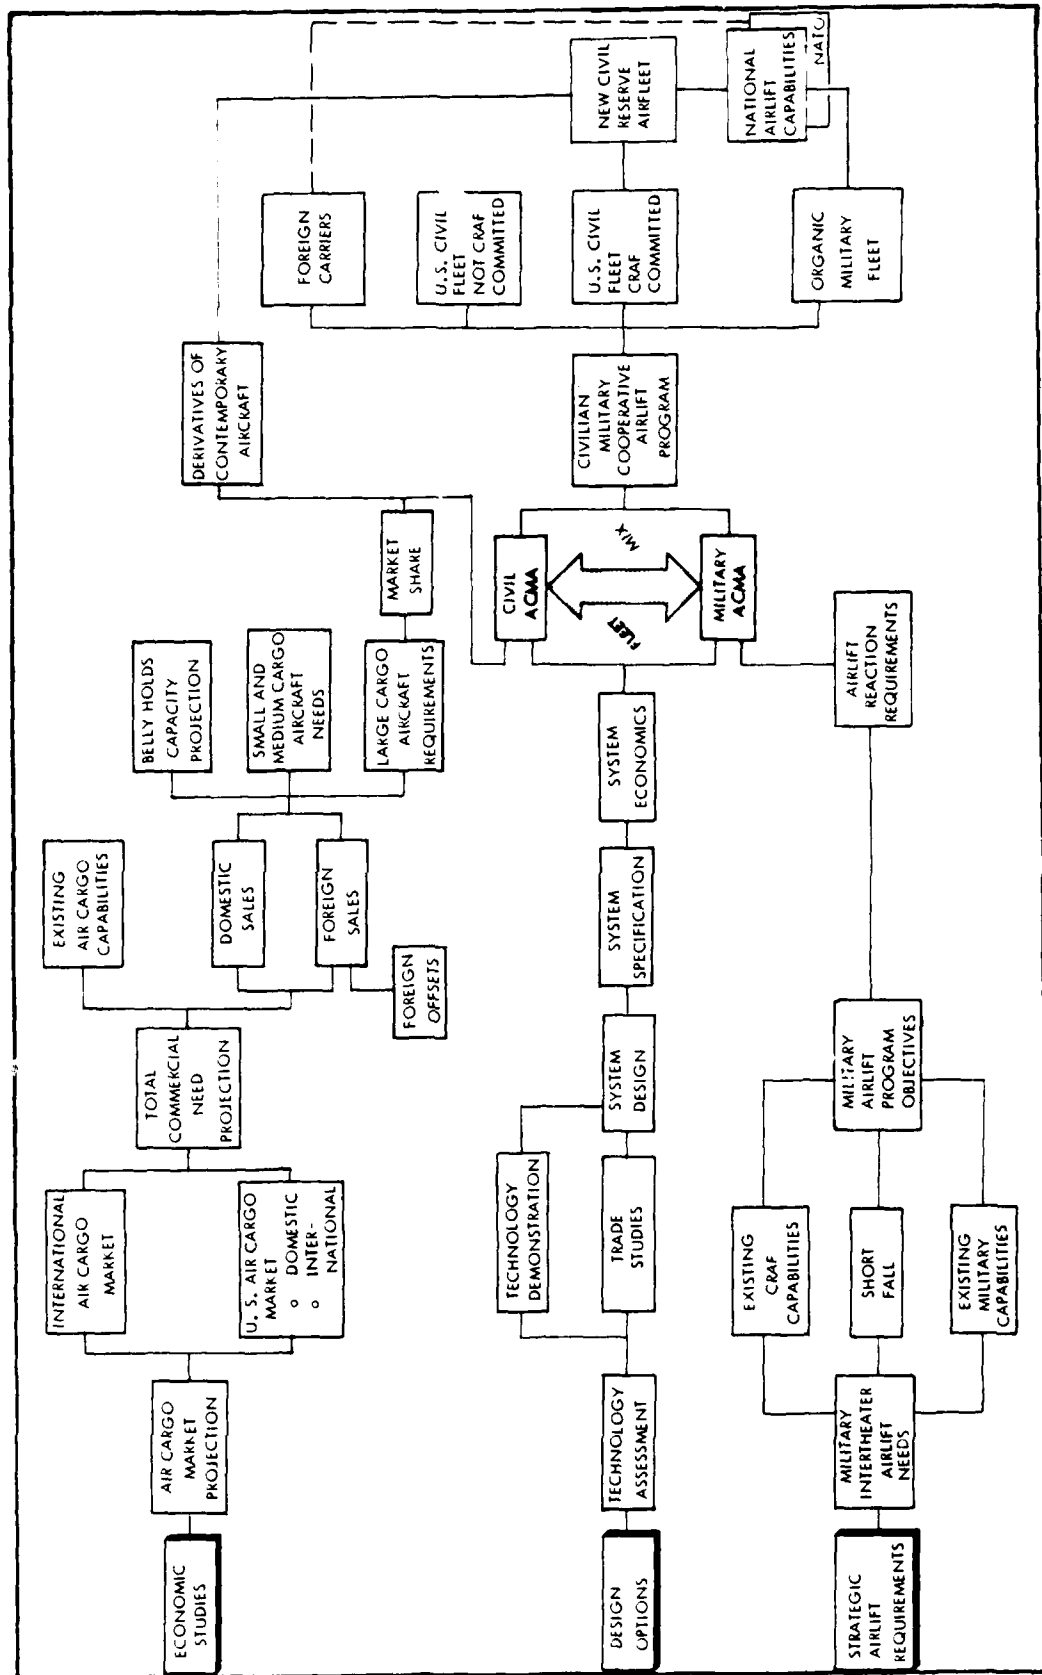 ECONOMIC
STUDIES
AIR CARGO
MARKET
PROJECTION
INTERNATIONAL
AIR CARGO
MARKET
U. S. AIR CARGO
MARKET
o DOMESTIC
o INTER-
NATIONAL
TOTAL
COMMERCIAL
NEED
PROJECTION
EXISTING
AIR CARGO
CAPABILITIES
DOMESTIC
SALES
FOREIGN
SALES
FOREIGN
OFFSETS
BELLY HOLDS
CAPACITY
PROJECTION
SMALL AND
MEDIUM CARGO
AIRCRAFT
NEEDS
LARGE CARGO
AIRCRAFT
REQUIREMENTS
MARKET
SHARE
DERIVATIVES OF
CONTEMPORARY
AIRCRAFT
DESIGN
OPTIONS
TECHNOLOGY
ASSESSMENT
TECHNOLOGY
DEMONSTRATION
TRADE
STUDIES
SYSTEM
DESIGN
SYSTEM
SPECIFICATION
SYSTEM
ECONOMICS
CIVIL
ACMA
FLEET
MIX
MILITARY
ACMA
CIVILIAN
MILITARY
COOPERATIVE
AIRLIFT
PROGRAM
FOREIGN
CARRIERS
U.S. CIVIL
FLEET
NOT CRAF
COMMITTED
U.S. CIVIL
FLEET
CRAF
COMMITTED
ORGANIC
MILITARY
FLEET
NEW CIVIL
RESERVE
AIRFLEET
NATIONAL
AIRLIFT
CAPABILITIES
NATO
STRATEGIC
AIRLIFT
REQUIREMENTS
MILITARY
INTERTHEATER
AIRLIFT
NEEDS
EXISTING
CRAF
CAPABILITIES
SHORT
FALL
EXISTING
MILITARY
CAPABILITIES
MILITARY
AIRLIFT
PROGRAM
OBJECTIVES
AIRLIFT
REACTION
REQUIREMENTS